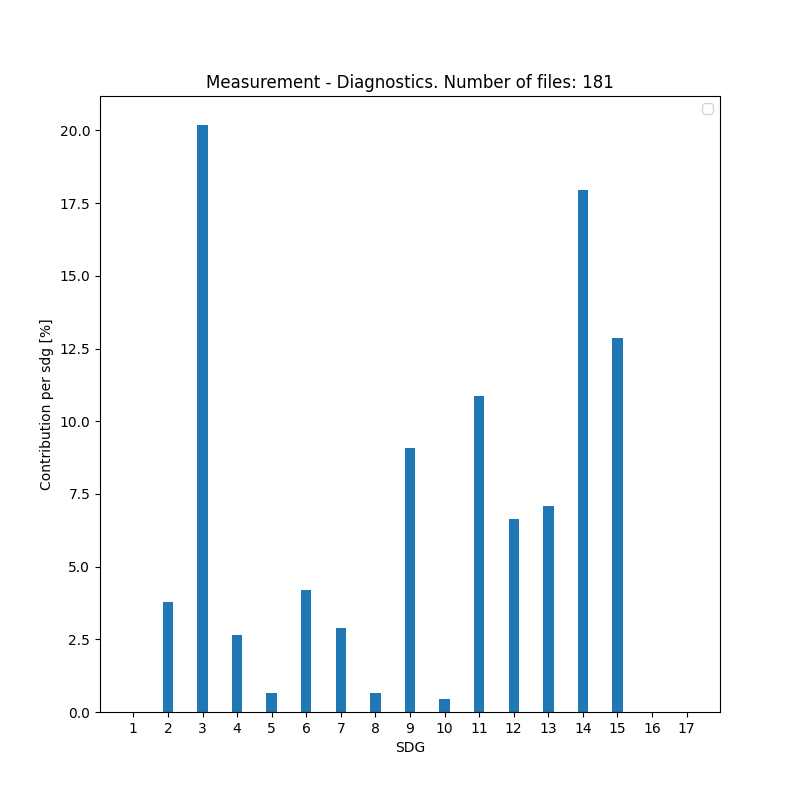 Measurement - Diagnostics. Number of files: 181
20.0
17.5
15.0
12.5
10.0
7.5
5.0
2.5
0.0
Contribution per sdg [%]
1 2 3 4 5 6 7 8 9 10 11 12 13 14 15 16 17
SDG